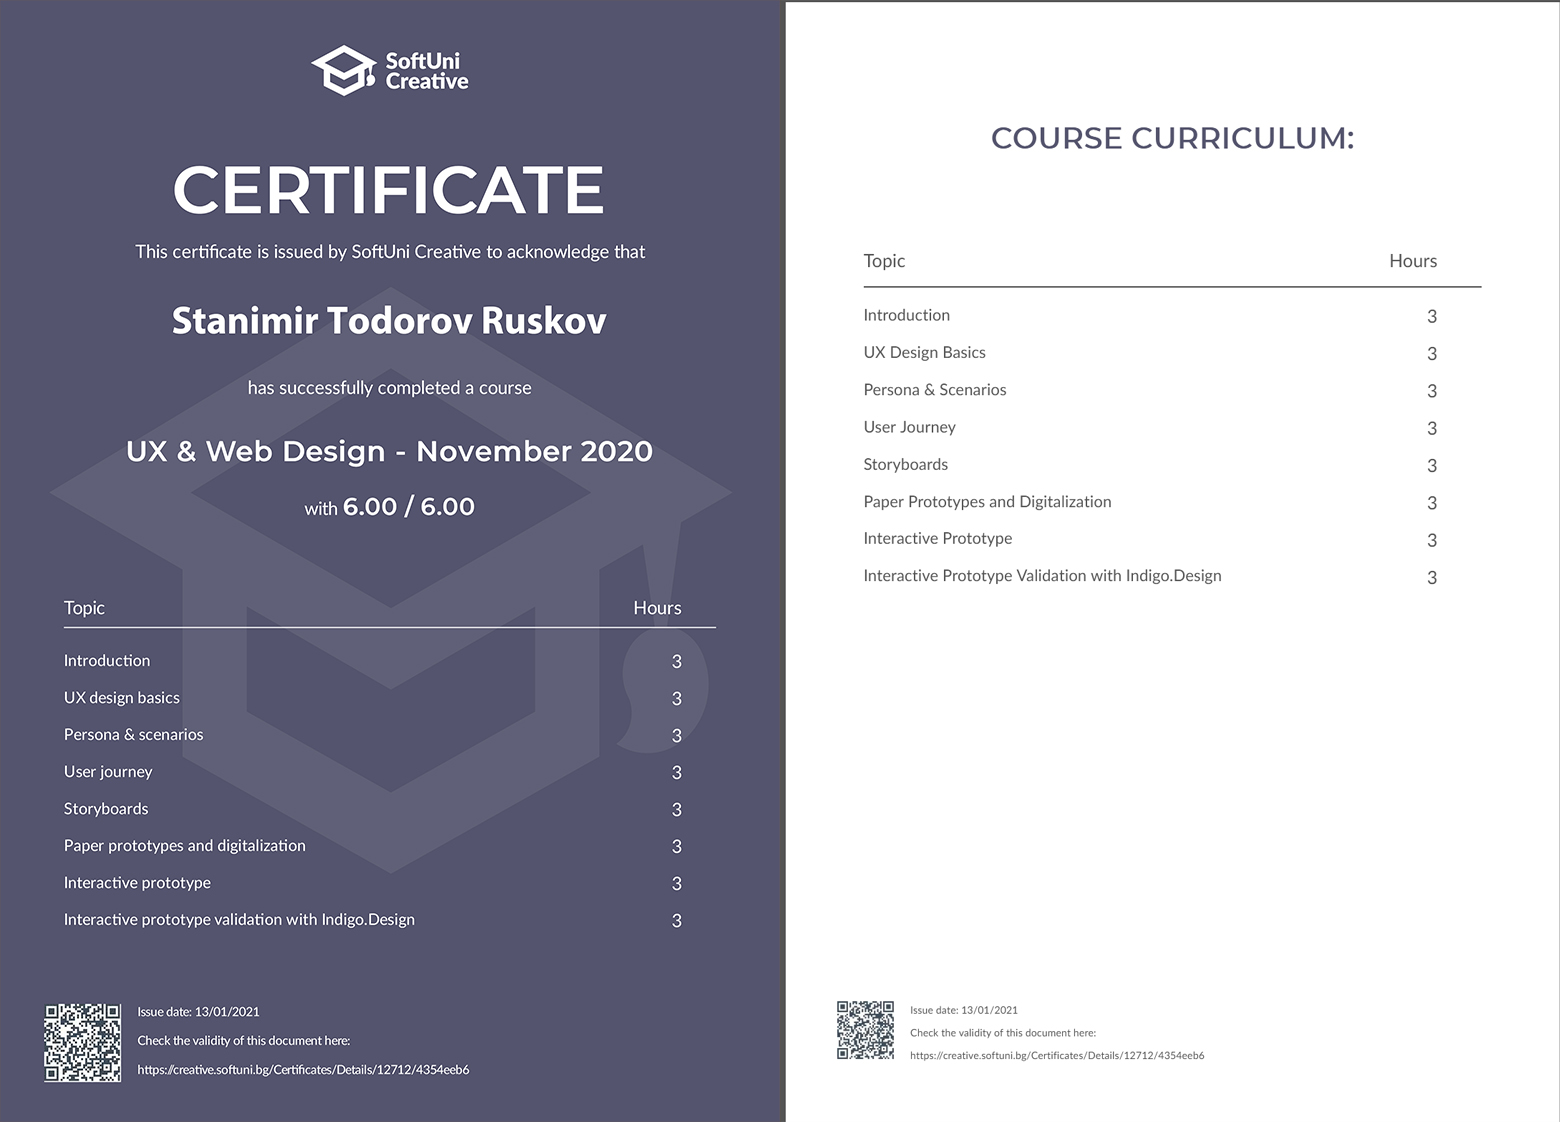 SoftUni
Creative
CERTIFICATE
This certificate is issued by SoftUni Creative to acknowledge that
Stanimir Todorov Ruskov
has successfully completed a course
UX & Web Design - November 2020
with 6.00 / 6.00
Topic Hours
Introduction 3
UX design basics 3
Persona & scenarios 3
User journey 3
Storyboards 3
Paper prototypes and digitalization 3
Interactive prototype 3
Interactive prototype validation with Indigo.Design 3
Issue date: 13/01/2021
Check the validity of this document here:
https://creative.softuni.bg/Certificates/Details/12712/4354eeb6
COURSE CURRICULUM:
Topic Hours
Introduction 3
UX Design Basics 3
Persona & Scenarios 3
User Journey 3
Storyboards 3
Paper Prototypes and Digitalization 3
Interactive Prototype 3
Interactive Prototype Validation with Indigo.Design 3
Issue date: 13/01/2021
Check the validity of this document here:
https://creative.softuni.bg/Certificates/Details/12712/4354eeb6